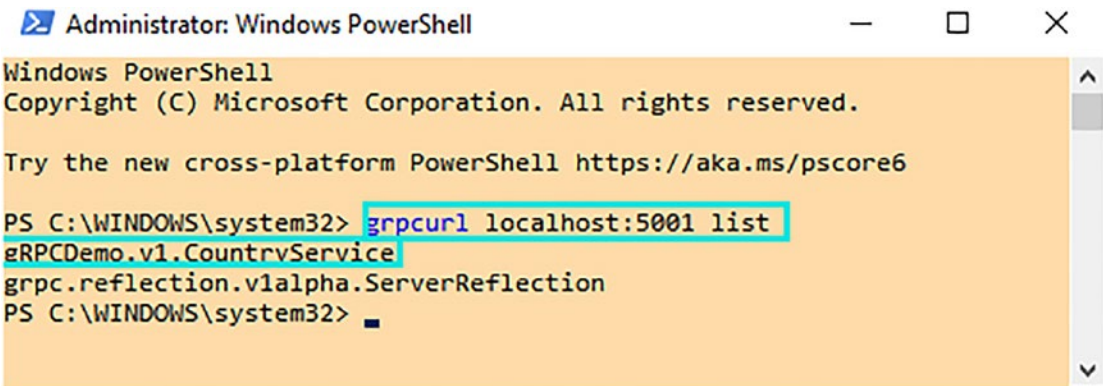 Administrator: Windows PowerShell
Windows PowerShell
Copyright (C) Microsoft Corporation. All rights reserved.
Try the new cross-platform PowerShell https://aka.ms/pscore6
PS C:\WINDOWS\system32> grpcurl localhost:5001 list
gRPCDemo.v1.CountryService
grpc.reflection.v1alpha.ServerReflection
PS C:\WINDOWS\system32>